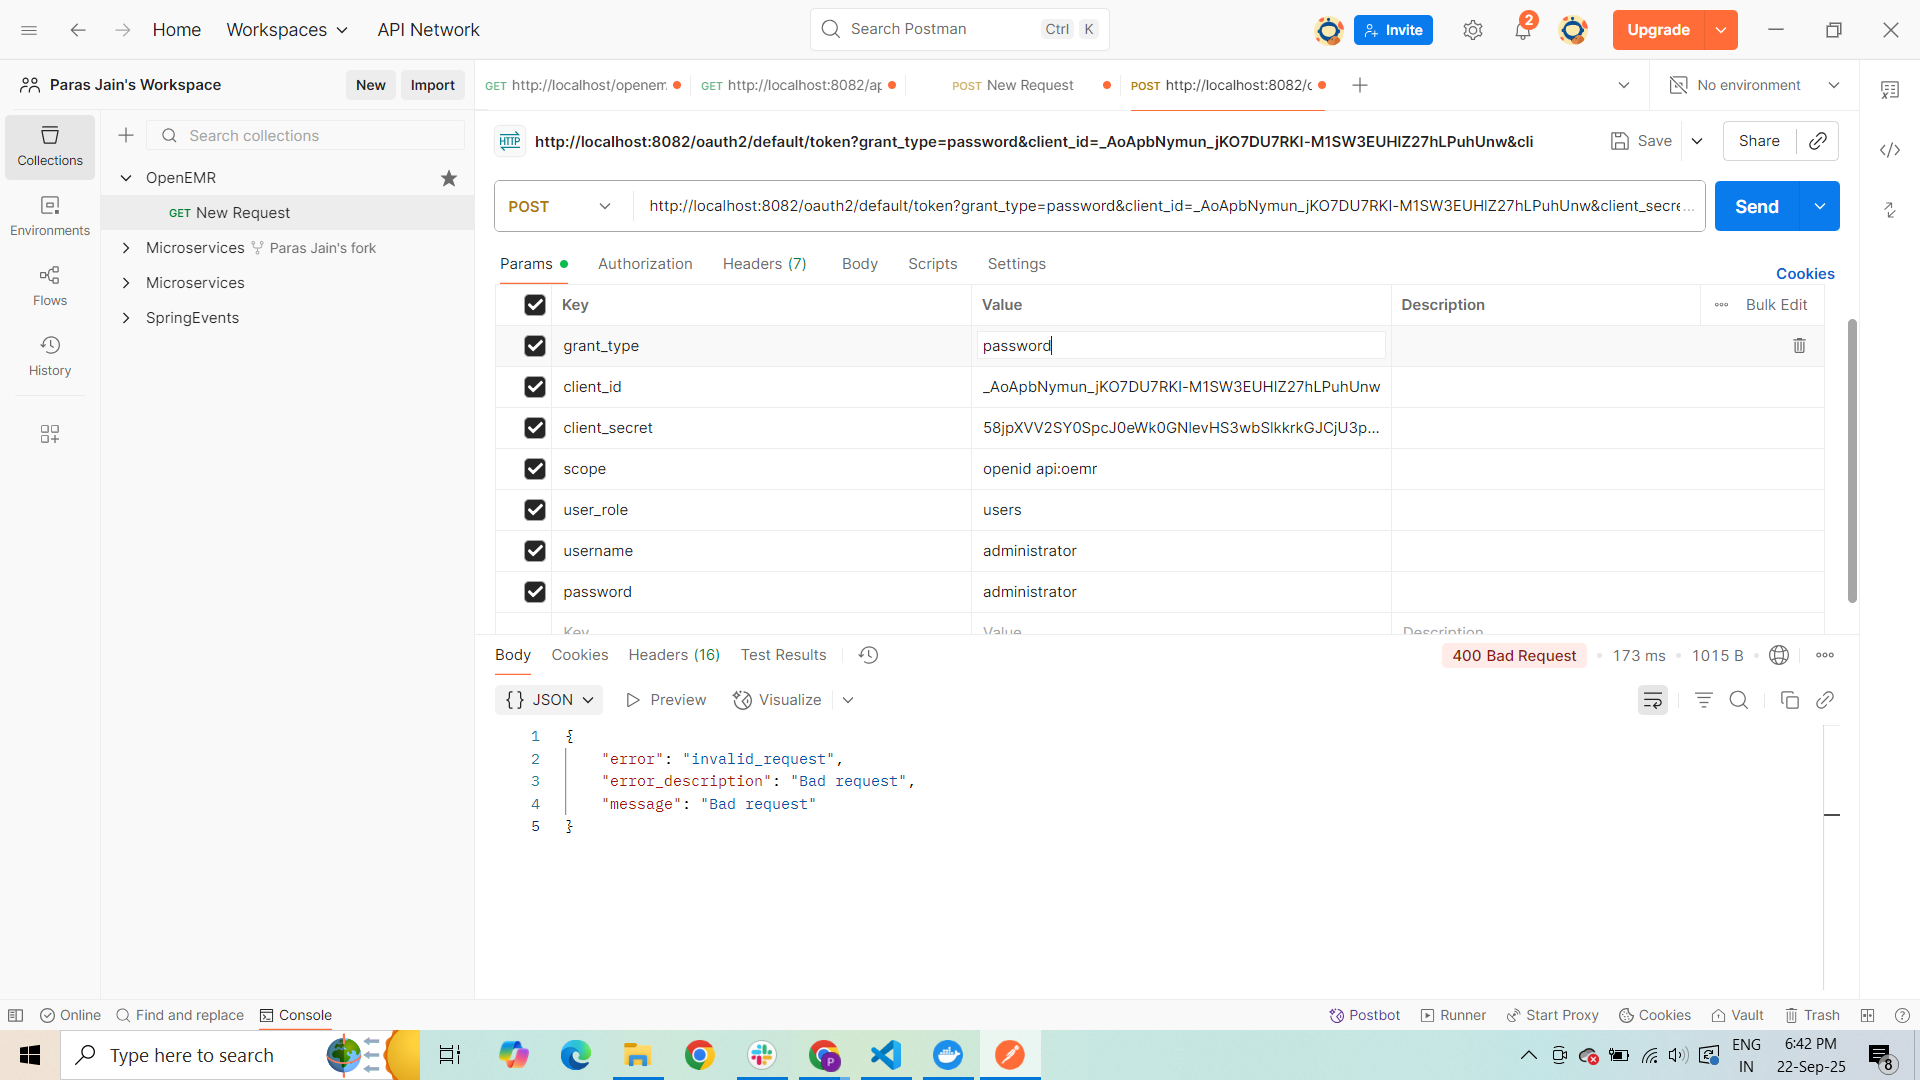 Home
Workspaces
API Network
Search Postman
Ctrl
K
Invite
2
Upgrade
Paras Jain's Workspace
New
Import
GET http://localhost/openem
GET http://localhost:8082/ap
POST New Request
POST http://localhost:8082/c
No environment
Collections
Environments
Flows
History
Search collections
OpenEMR
GET New Request
Microservices Paras Jain's fork
Microservices
SpringEvents
HTTP
http://localhost:8082/oauth2/default/token?grant_type=password&client_id=_AoApbNymun_jKO7DU7RKI-M1SW3EUHIZ27hLPuhUnw&cli
Save
Share
POST
http://localhost:8082/oauth2/default/token?grant_type=password&client_id=_AoApbNymun_jKO7DU7RKI-M1SW3EUHIZ27hLPuhUnw&client_secre...
Send
Params
Authorization
Headers (7)
Body
Scripts
Settings
Cookies
Key Value Description Bulk Edit
grant_type password
client_id _AoApbNymun_jKO7DU7RKI-M1SW3EUHIZ27hLPuhUnw
client_secret 58jpXVV2SY0SpcJ0eWk0GNlevHS3wbSlkkrkGJCjU3p...
scope openid api:oemr
user_role users
username administrator
password administrator
Key Value Description
Body
Cookies
Headers (16)
Test Results
400 Bad Request
173 ms
1015 B
{} JSON
Preview
Visualize
1 {
2 "error": "invalid_request",
3 "error_description": "Bad request",
4 "message": "Bad request"
5 }
Online
Find and replace
Console
Postbot
Runner
Start Proxy
Cookies
Vault
Trash
Type here to search
P
ENG
IN
6:42 PM
22-Sep-25
8